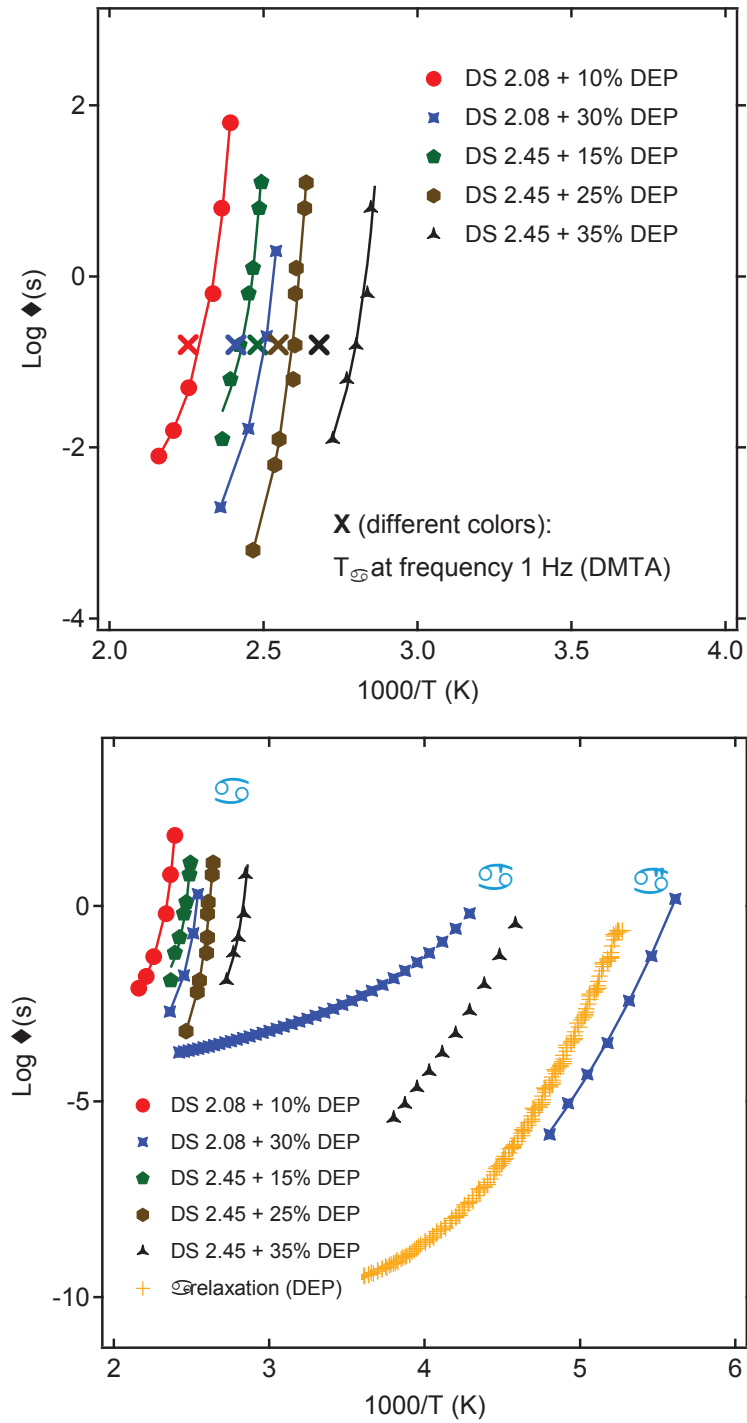 2
0
-2
-4
Log ♦(s)
DS 2.08 + 10% DEP
DS 2.08 + 30% DEP
DS 2.45 + 15% DEP
DS 2.45 + 25% DEP
DS 2.45 + 35% DEP
X (different colors):
T♋ at frequency 1 Hz (DMTA)
2.0 2.5 3.0 3.5 4.0
1000/T (K)
♋
♋'
♋"
0
-5
-10
Log ♦(s)
DS 2.08 + 10% DEP
DS 2.08 + 30% DEP
DS 2.45 + 15% DEP
DS 2.45 + 25% DEP
DS 2.45 + 35% DEP
♋relaxation (DEP)
2 3 4 5 6
1000/T (K)